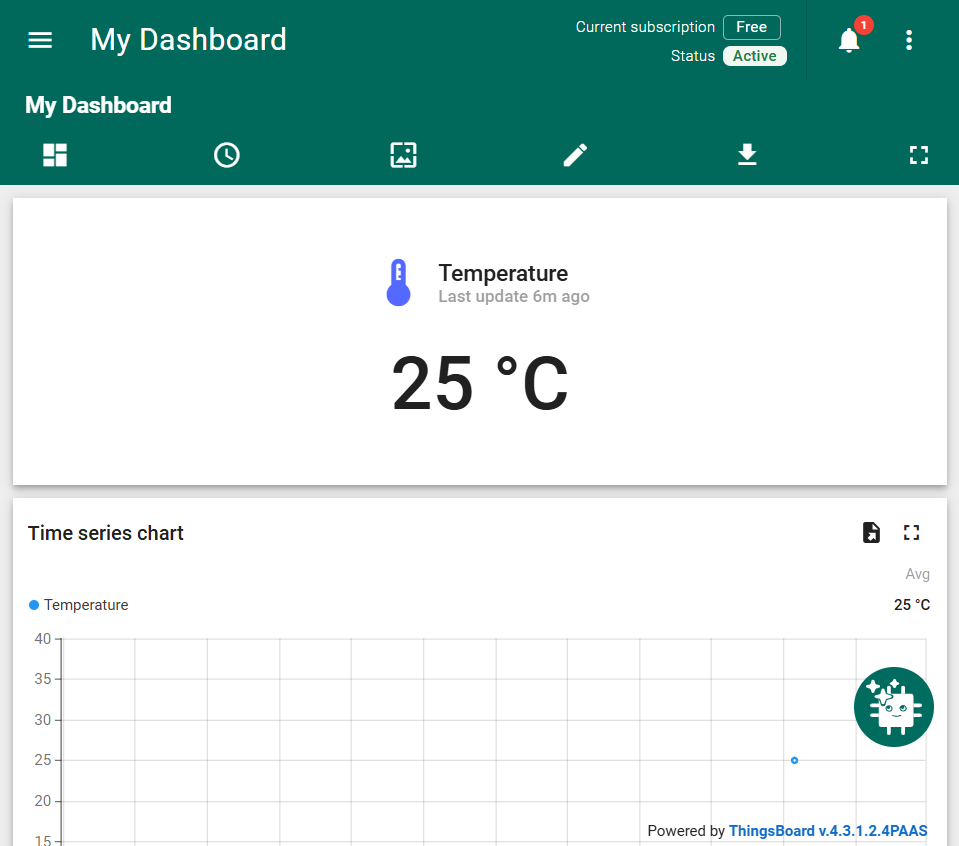 My Dashboard
Current subscription Free
Status Active
1
My Dashboard
Temperature
Last update 6m ago
25 °C
Time series chart
Avg
Temperature 25 °C
40
35
30
25
20
15
Powered by ThingsBoard v.4.3.1.2.4PAAS